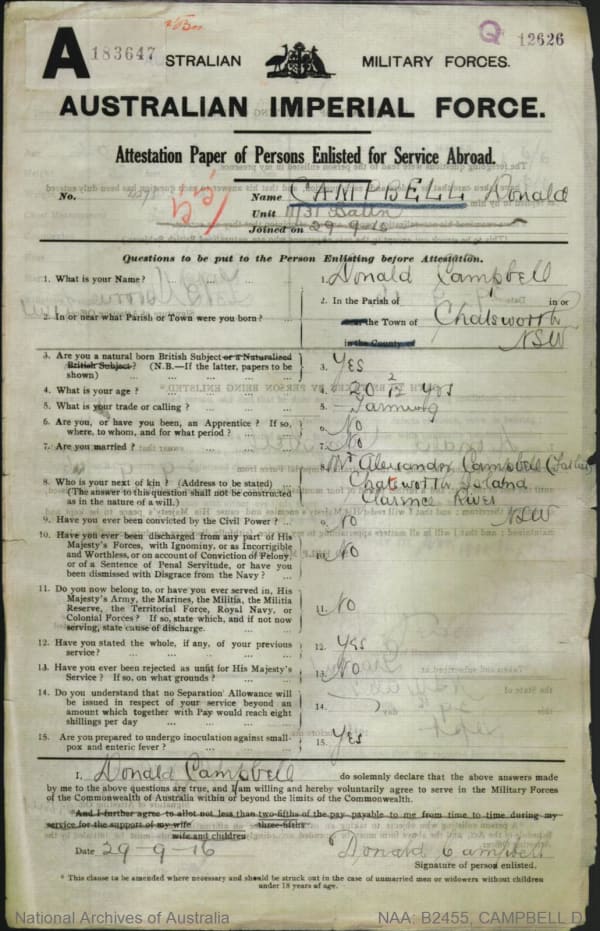 Q 12626
A 183647 STRALIAN MILITARY FORCES.
AUSTRALIAN IMPERIAL FORCE.
Attestation Paper of Persons Enlisted for Service Abroad.
No. Name CAMPBELL Donald
Unit 11/31 Battn
Joined on 29.9.16
Questions to be put to the Person Enlisting before Attestation.
1. What is your Name? ... ... ... 1. Donald Campbell
2. In or near what Parish or Town were you born? ... 2. In the Parish of in or
near the Town of Chatsworth
in the County of NSW
3. Are you a natural born British Subject or a Naturalized
British Subject? (N.B.—If the latter, papers to be
shown) ... ... ... ... 3. Yes
4. What is your age? ... ... ... 4. 20 2/12 yrs
5. What is your trade or calling? ... ... 5. Farming
6. Are you, or have you been, an Apprentice? If so,
where, to whom, and for what period? ... 6. No
7. Are you married? ... ... ... 7. No
8. Who is your next of kin? (Address to be stated) ...
(The answer to this question shall not be constructed
as in the nature of a will.)
8. Mr Alexander Campbell (Father)
Chatsworth Island
Clarence River
NSW
9. Have you ever been convicted by the Civil Power? ... 9. No
10. Have you ever been discharged from any part of His
Majesty's Forces, with Ignominy, or as Incorrigible
and Worthless, or on account of Conviction of Felony,
or of a Sentence of Penal Servitude, or have you
been dismissed with Disgrace from the Navy? ... 10. No
11. Do you now belong to, or have you ever served in, His
Majesty's Army, the Marines, the Militia, the Militia
Reserve, the Territorial Force, Royal Navy, or
Colonial Forces? If so, state which, and if not now
serving, state cause of discharge. ... 11. No
12. Have you stated the whole, if any, of your previous
service? ... ... ... ... 12. Yes
13. Have you ever been rejected as unfit for His Majesty's
Service? If so, on what grounds? ... 13. No
14. Do you understand that no Separation Allowance will
be issued in respect of your service beyond an
amount which together with Pay would reach eight
shillings per day ... ... ... 14.
15. Are you prepared to undergo inoculation against small-
pox and enteric fever? ... ... ... 15. Yes
I, Donald Campbell do solemnly declare that the above answers made
by me to the above questions are true, and I am willing and hereby voluntarily agree to serve in the Military Forces
of the Commonwealth of Australia within or beyond the limits of the Commonwealth.
*And I further agree to allot not less than two-fifths of the pay payable to me from time to time during my
three-fifths
service for the support of my wife
wife and children
Date 29-9-16 Donald Campbell
Signature of person enlisted.
* This clause to be amended where necessary and should be struck out in the case of unmarried men or widowers without children
under 18 years of age.
National Archives of Australia NAA: B2455, CAMPBELL D